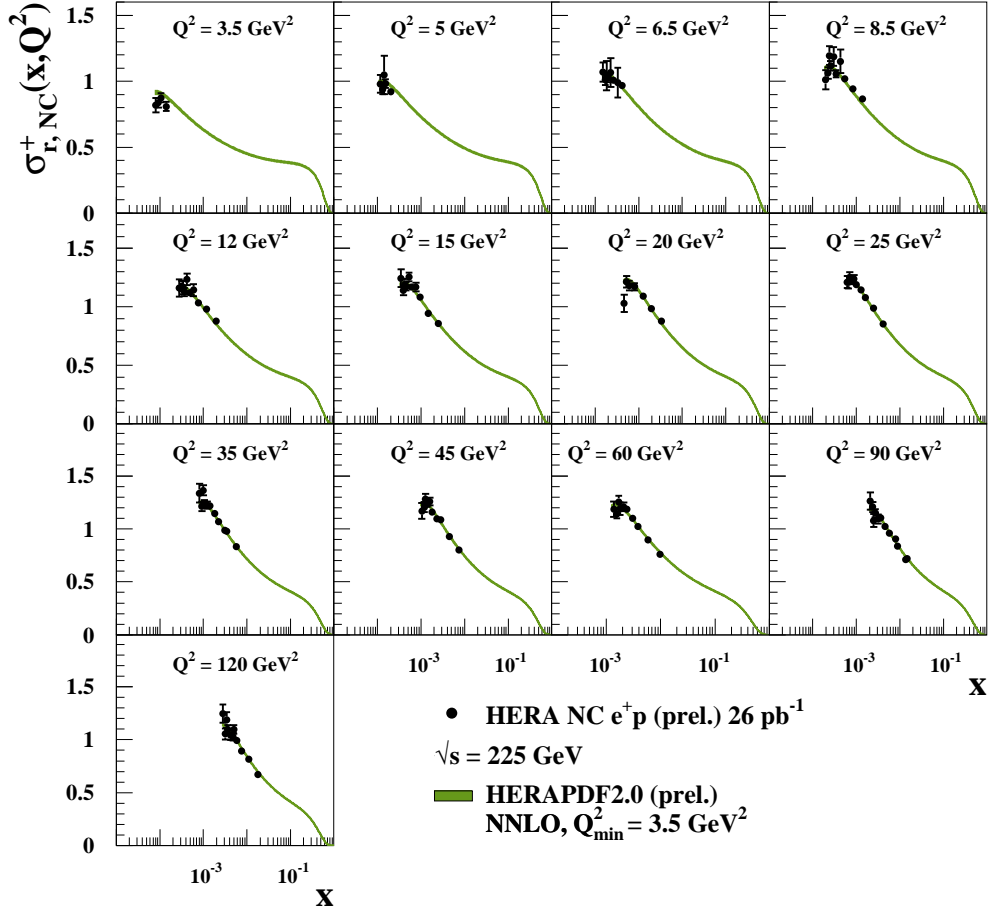 σ⁺r, NC(x,Q²)
1.5
Q² = 3.5 GeV²
Q² = 5 GeV²
Q² = 6.5 GeV²
Q² = 8.5 GeV²
1
0.5
0
Q² = 12 GeV²
Q² = 15 GeV²
Q² = 20 GeV²
Q² = 25 GeV²
1.5
1
0.5
0
Q² = 35 GeV²
Q² = 45 GeV²
Q² = 60 GeV²
Q² = 90 GeV²
1.5
1
0.5
0
10⁻³ 10⁻¹ 10⁻³ 10⁻¹ 10⁻³ 10⁻¹
x
Q² = 120 GeV²
1.5
1
0.5
0
10⁻³ 10⁻¹
x
HERA NC e⁺p (prel.) 26 pb⁻¹
√s = 225 GeV
HERAPDF2.0 (prel.)
NNLO, Q²min = 3.5 GeV²